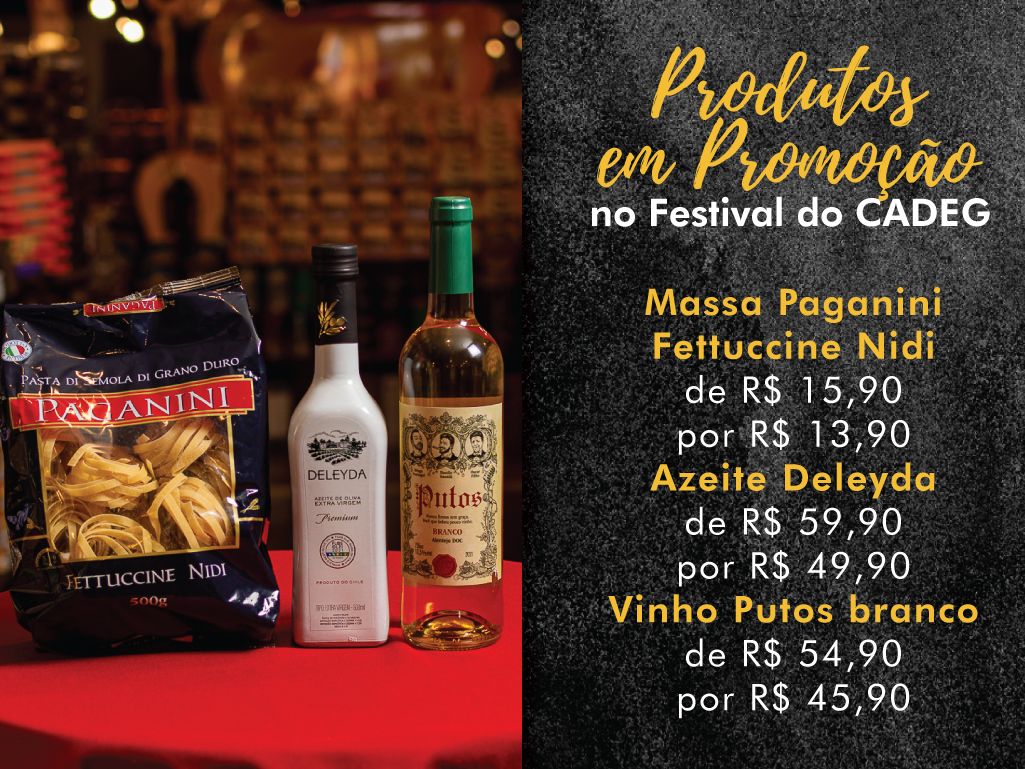 PAGANINI
PASTA DI SEMOLA DI GRANO DURO
PAGANINI
FETTUCCINE NIDI
500g
DELEYDA
AZEITE DE OLIVA
EXTRA VIRGEM
Premium
PRODUTO DO CHILE
Putos
BRANCO
Alentejo DOC
Produtos
em Promoção
no Festival do CADEG
Massa Paganini
Fettuccine Nidi
de R$ 15,90
por R$ 13,90
Azeite Deleyda
de R$ 59,90
por R$ 49,90
Vinho Putos branco
de R$ 54,90
por R$ 45,90